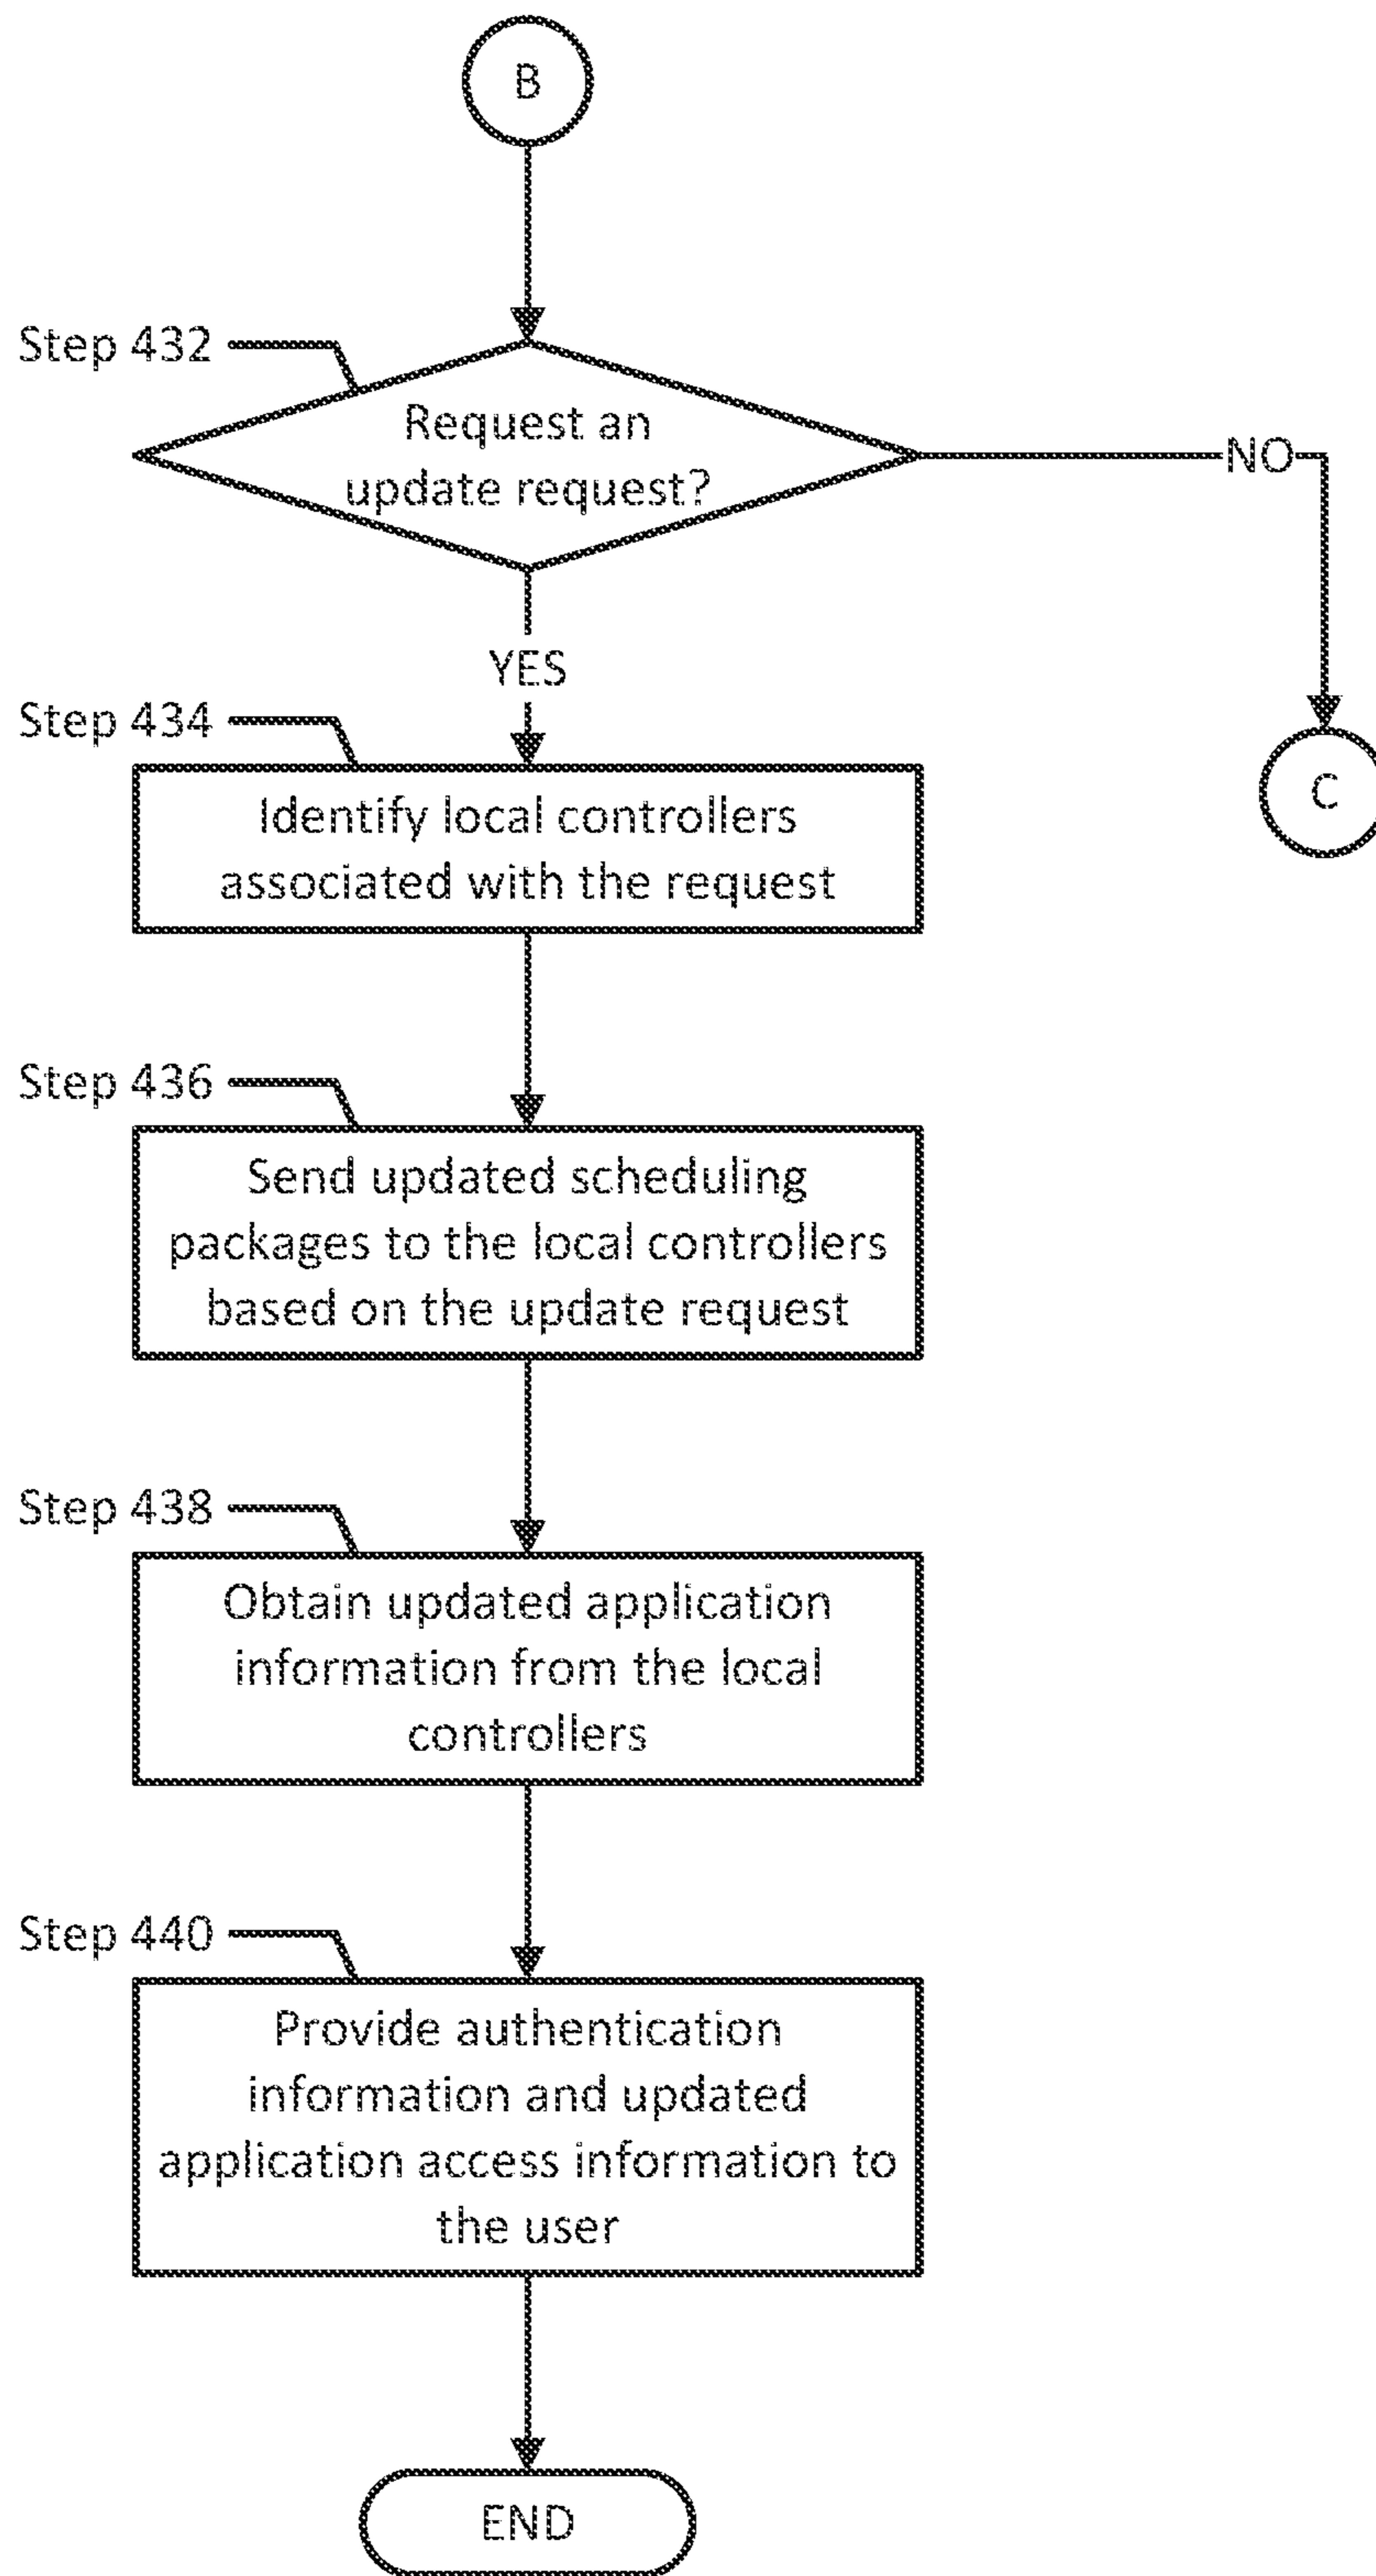 B
Step 432
Request an
update request?
NO
YES
Step 434
Identify local controllers
associated with the request
C
Step 436
Send updated scheduling
packages to the local controllers
based on the update request
Step 438
Obtain updated application
information from the local
controllers
Step 440
Provide authentication
information and updated
application access information to
the user
END